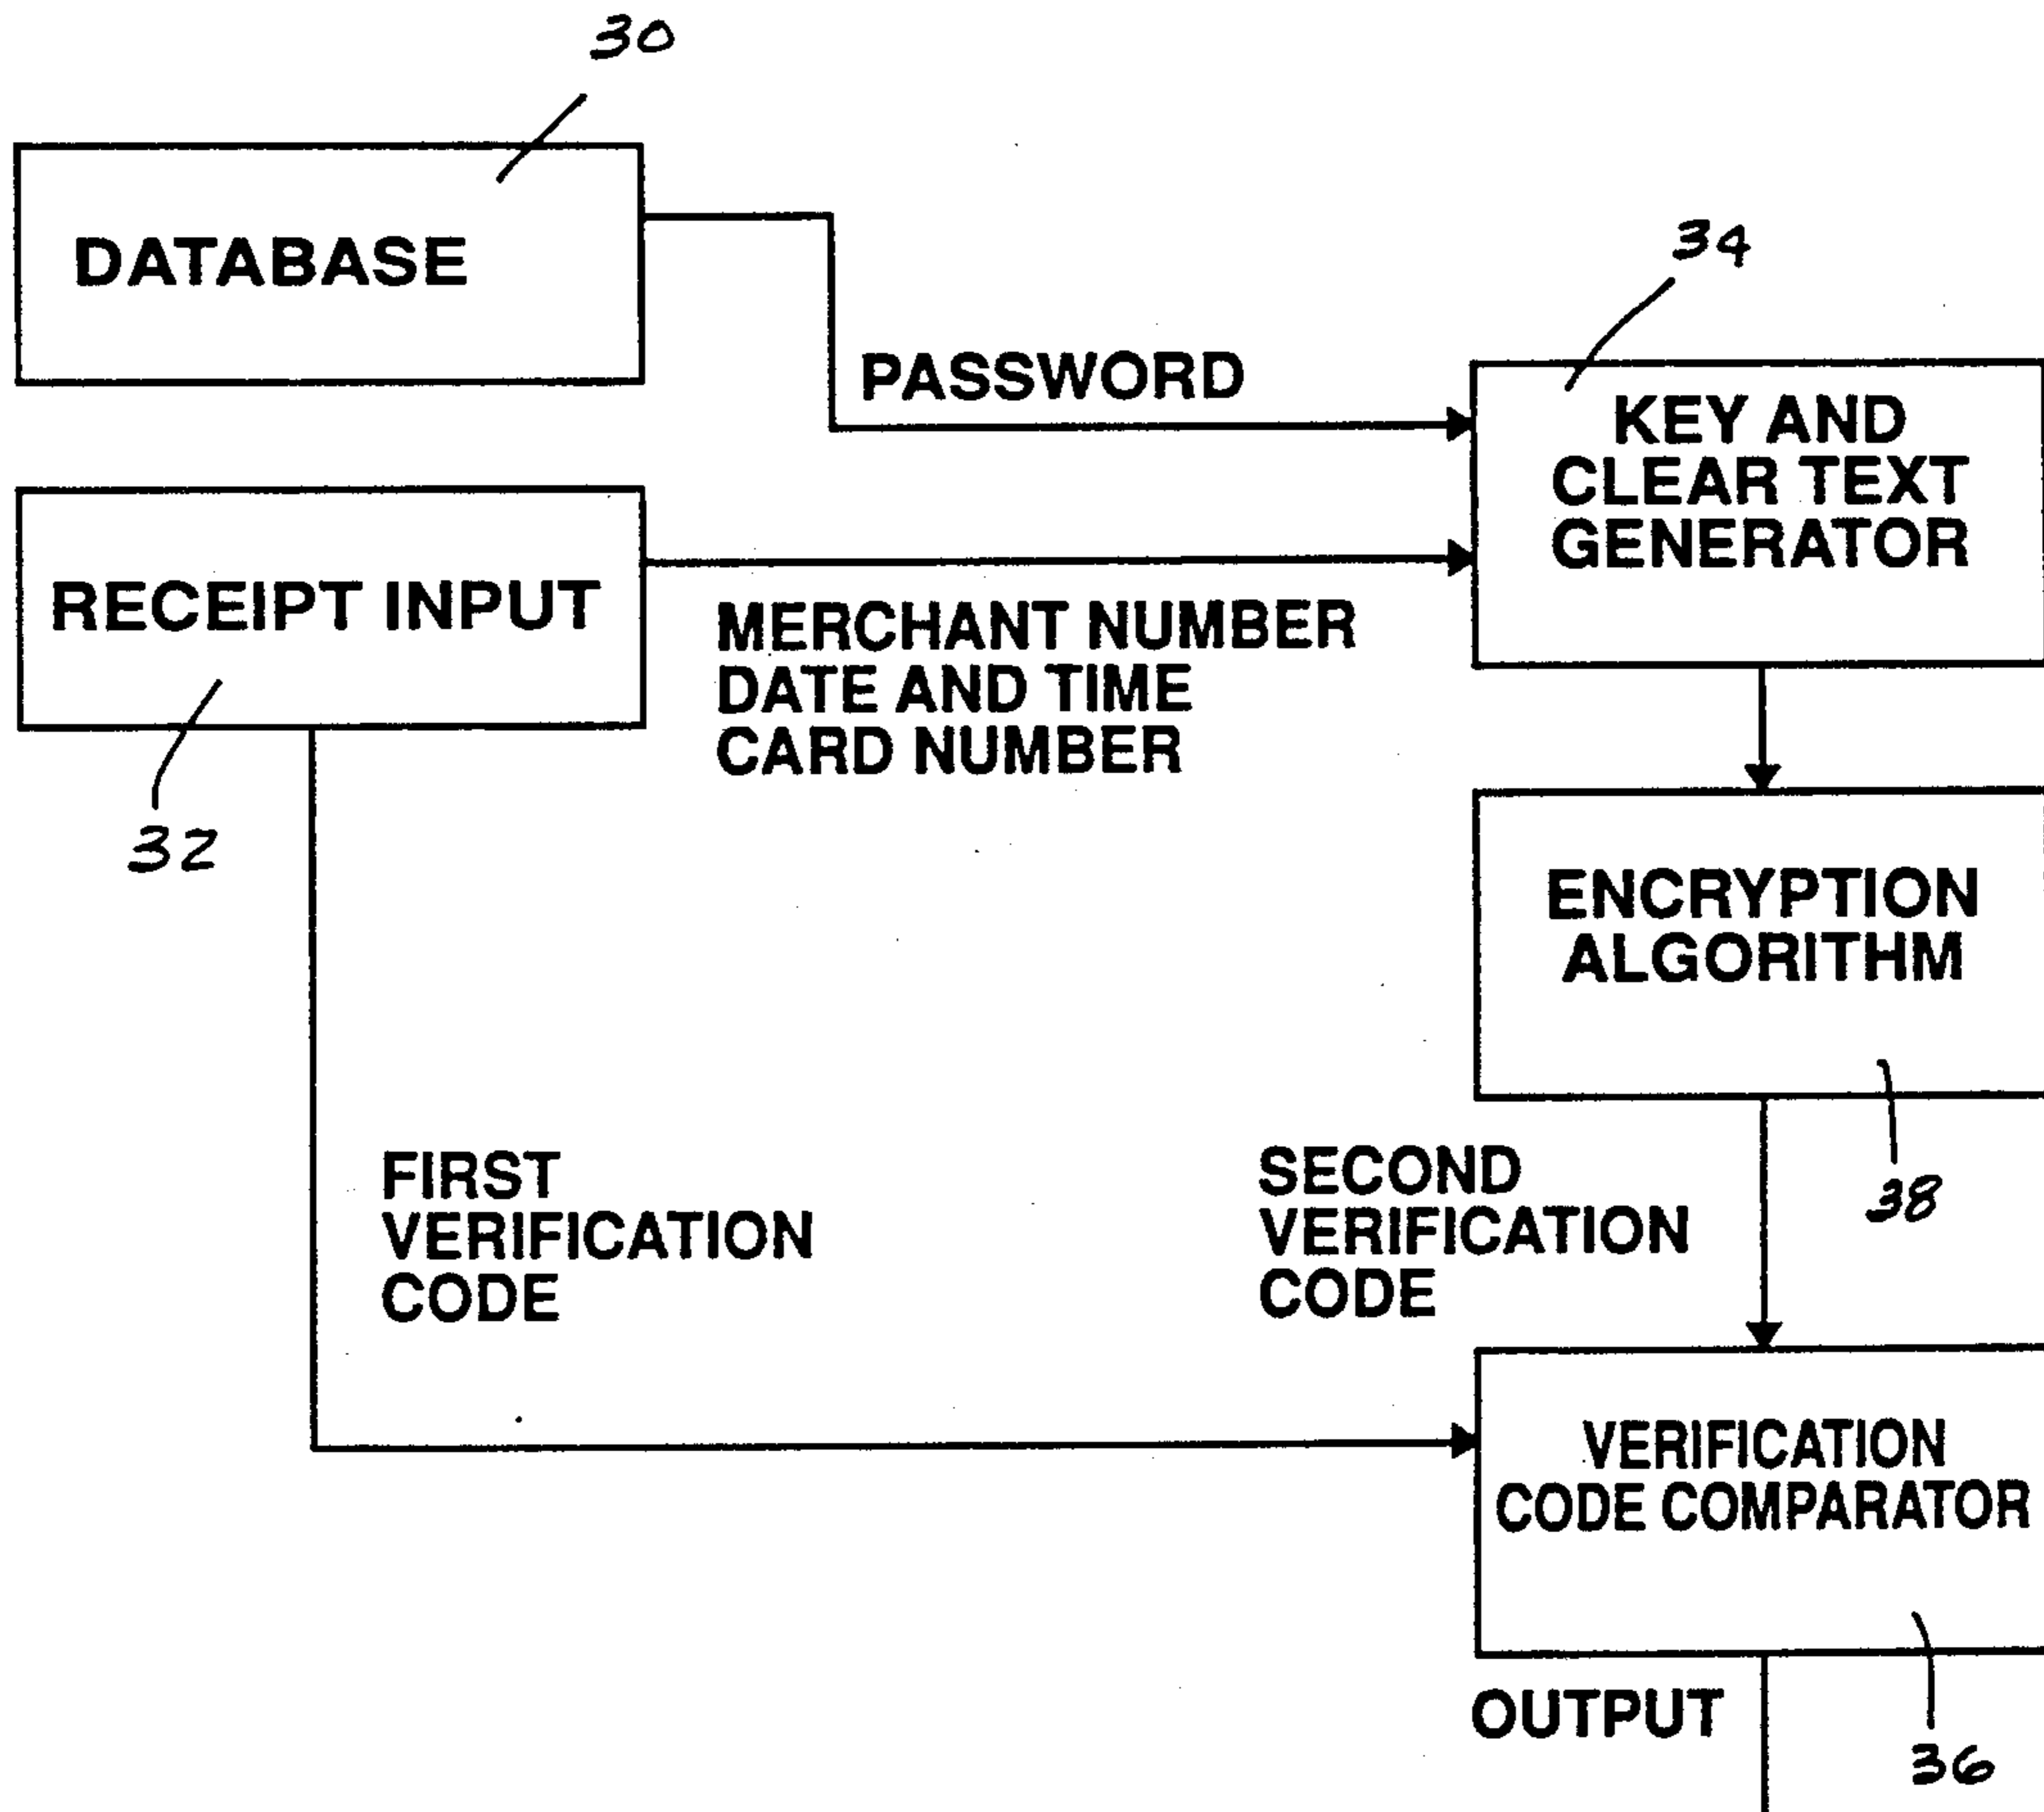 30
DATABASE
34
PASSWORD
KEY AND
CLEAR TEXT
GENERATOR
RECEIPT INPUT
MERCHANT NUMBER
DATE AND TIME
CARD NUMBER
32
ENCRYPTION
ALGORITHM
38
FIRST
VERIFICATION
CODE
SECOND
VERIFICATION
CODE
VERIFICATION
CODE COMPARATOR
OUTPUT
36